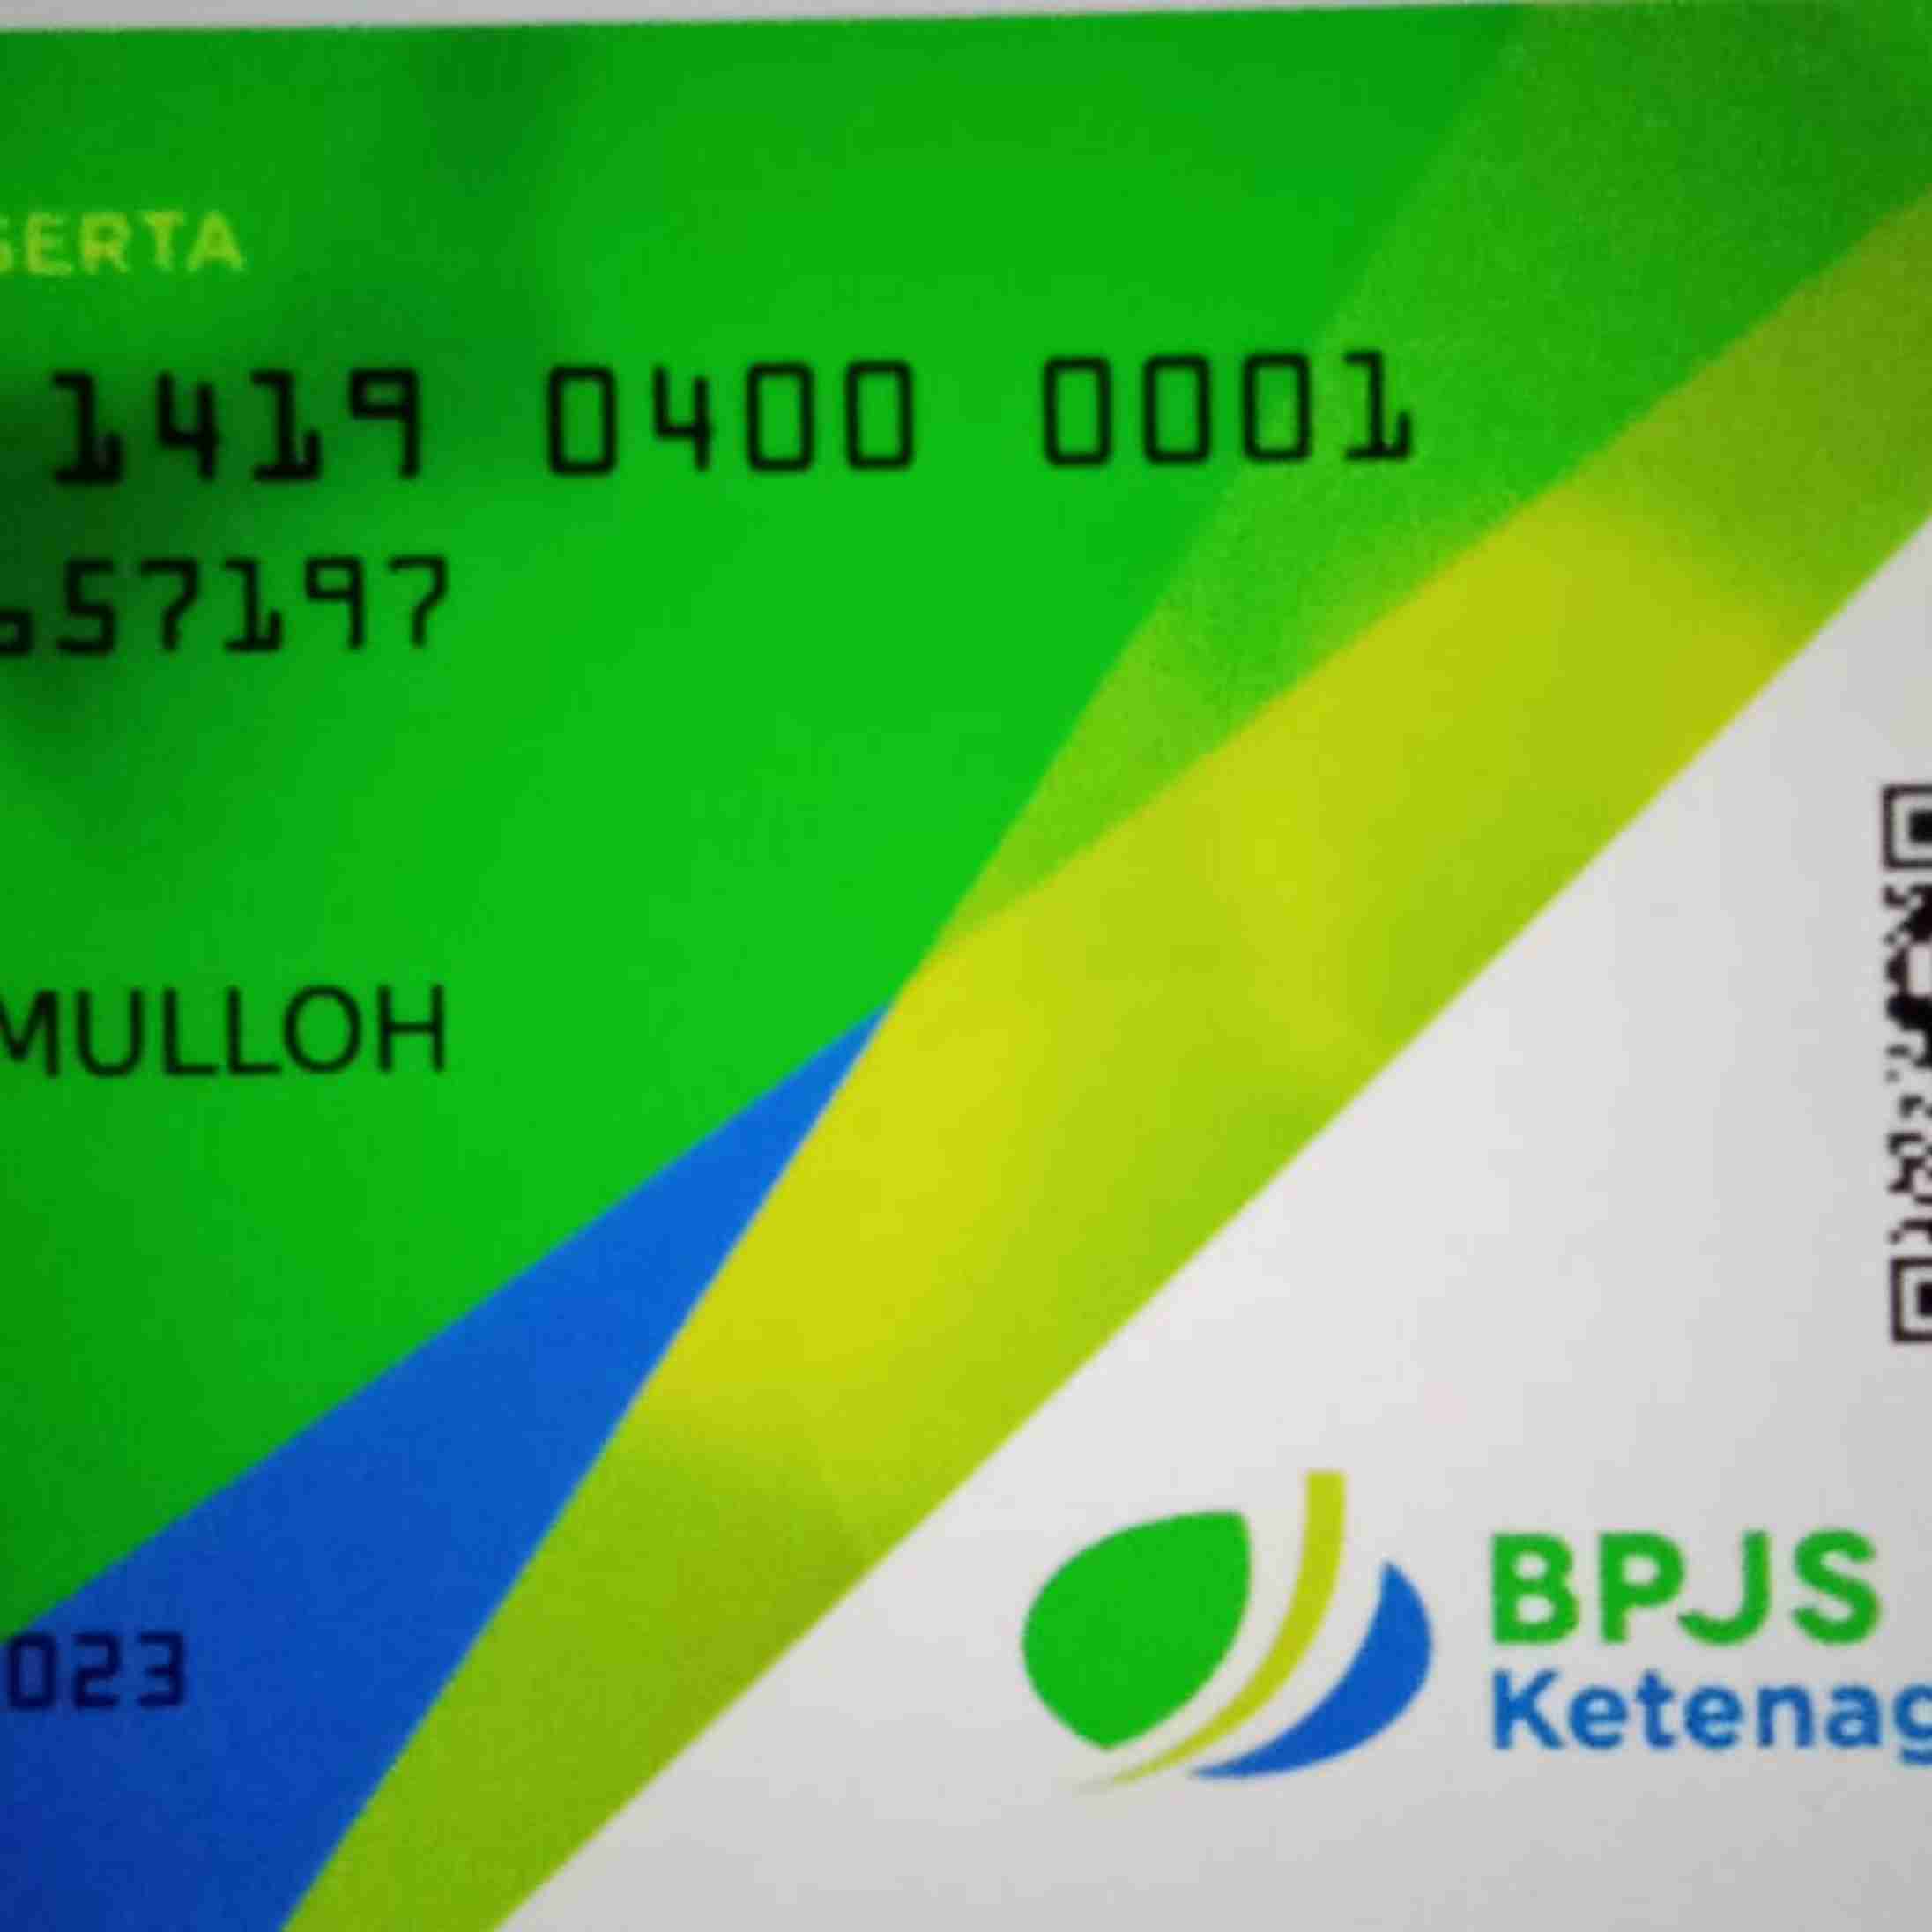 SERTA
1419 0400 0001
57197
MULLOH
023
BPJS
Ketenag